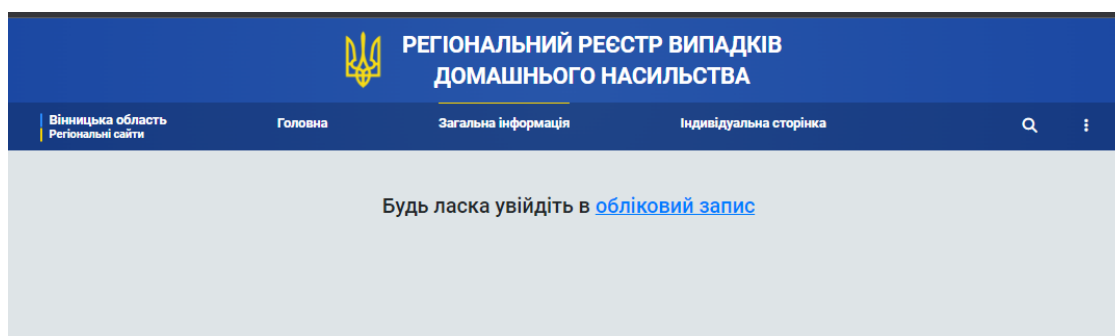 РЕГІОНАЛЬНИЙ РЕЄСТР ВИПАДКІВ
ДОМАШНЬОГО НАСИЛЬСТВА
Вінницька область
Регіональні сайти
Головна
Загальна інформація
Індивідуальна сторінка
Будь ласка увійдіть в обліковий запис